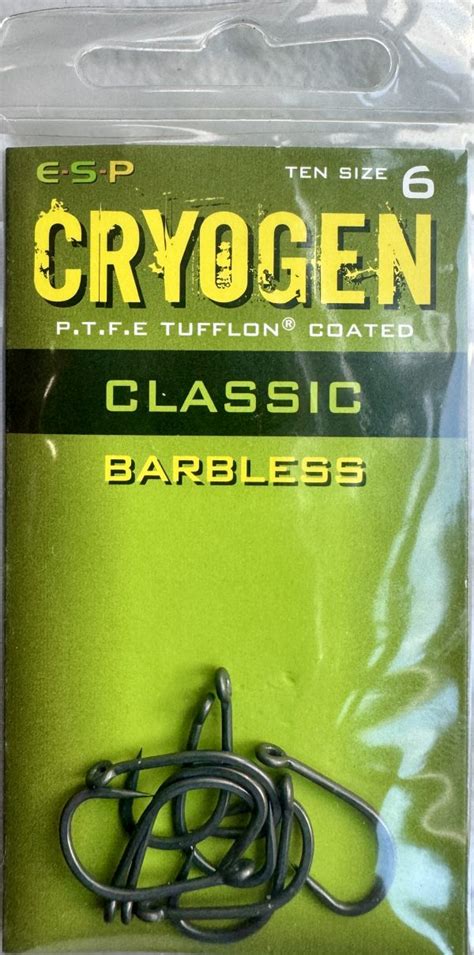 E-S-P TEN SIZE 6
CRYOGEN
P.T.F.E TUFFLON® COATED
CLASSIC
BARBLESS